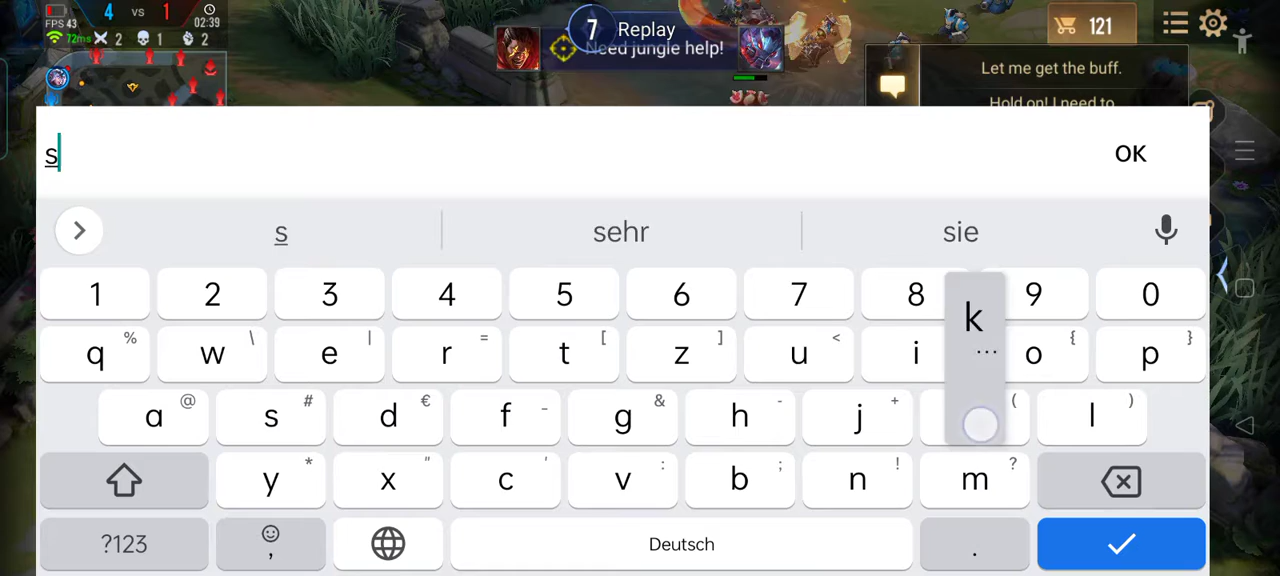 4 vs 1 02:39
FPS 43
72ms 2 1 2
7 Replay
Need jungle help!
121
Let me get the buff.
Hold on! I need to
s
OK
s sehr sie
1 2 3 4 5 6 7 8 9 0
q % w \ e | r = t [ z ] u < i o { p }
a @ s # d € f _ g & h - j + k ... ( l )
y * x " c ' v : b ; n ! m ?
?123 , Deutsch .